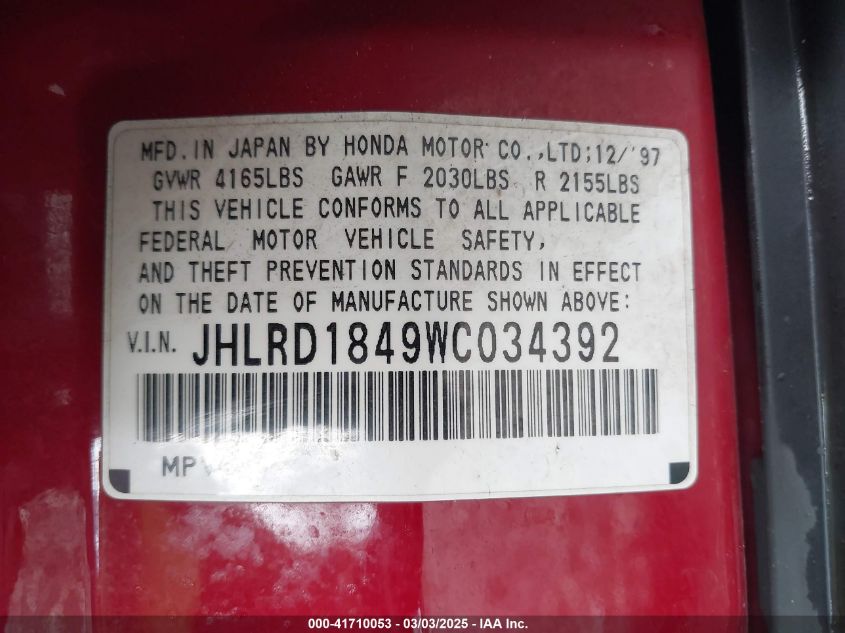 MFD.IN JAPAN BY HONDA MOTOR CO.,LTD;12/'97
GVWR 4165LBS GAWR F 2030LBS R 2155LBS
THIS VEHICLE CONFORMS TO ALL APPLICABLE
FEDERAL MOTOR VEHICLE SAFETY,
AND THEFT PREVENTION STANDARDS IN EFFECT
ON THE DATE OF MANUFACTURE SHOWN ABOVE:
V.I.N. JHLRD1849WC034392
MPV
000-41710053 — 03/03/2025 — IAA Inc.